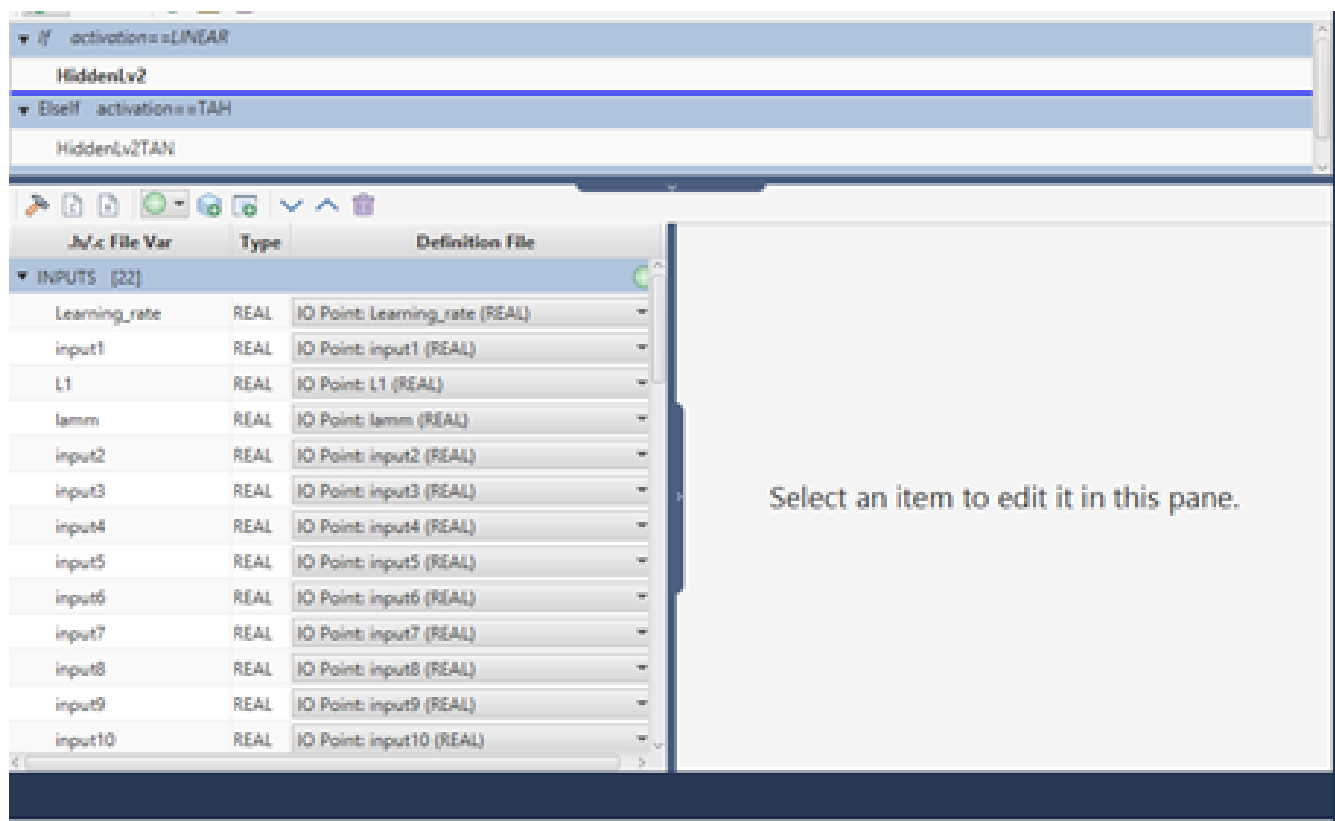 If activation==LINEAR
HiddenLv2
ElseIf activation==TAH
HiddenLv2TAN
.h/.c File Var Type Definition File
INPUTS [22]
Learning_rate REAL IO Point: Learning_rate (REAL)
input1 REAL IO Point: input1 (REAL)
L1 REAL IO Point: L1 (REAL)
lamm REAL IO Point: lamm (REAL)
input2 REAL IO Point: input2 (REAL)
input3 REAL IO Point: input3 (REAL)
input4 REAL IO Point: input4 (REAL)
input5 REAL IO Point: input5 (REAL)
input6 REAL IO Point: input6 (REAL)
input7 REAL IO Point: input7 (REAL)
input8 REAL IO Point: input8 (REAL)
input9 REAL IO Point: input9 (REAL)
input10 REAL IO Point: input10 (REAL)
Select an item to edit it in this pane.